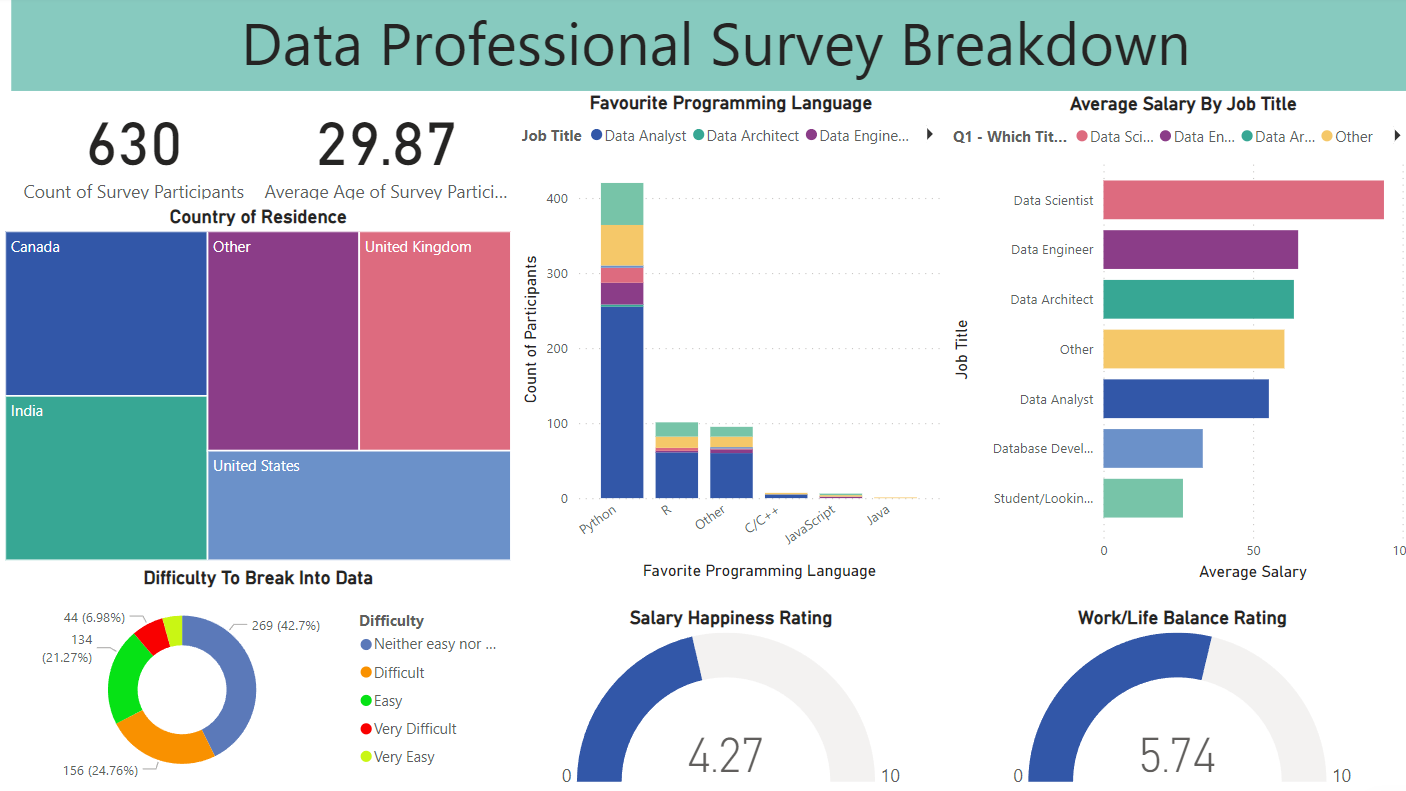 Data Professional Survey Breakdown
630
Count of Survey Participants
29.87
Average Age of Survey Partici...
Country of Residence
Canada
Other
United Kingdom
India
United States
Favourite Programming Language
Job Title Data Analyst Data Architect Data Engine...
Count of Participants
400
300
200
100
0
Python
R
Other
C/C++
JavaScript
Java
Favorite Programming Language
Average Salary By Job Title
Q1 - Which Tit... Data Sci... Data En... Data Ar... Other
Job Title
Data Scientist
Data Engineer
Data Architect
Other
Data Analyst
Database Devel...
Student/Lookin...
0
50
10
Average Salary
Difficulty To Break Into Data
44 (6.98%)
134
(21.27%)
156 (24.76%)
269 (42.7%)
Difficulty
Neither easy nor ...
Difficult
Easy
Very Difficult
Very Easy
Salary Happiness Rating
4.27
0
10
Work/Life Balance Rating
5.74
0
10